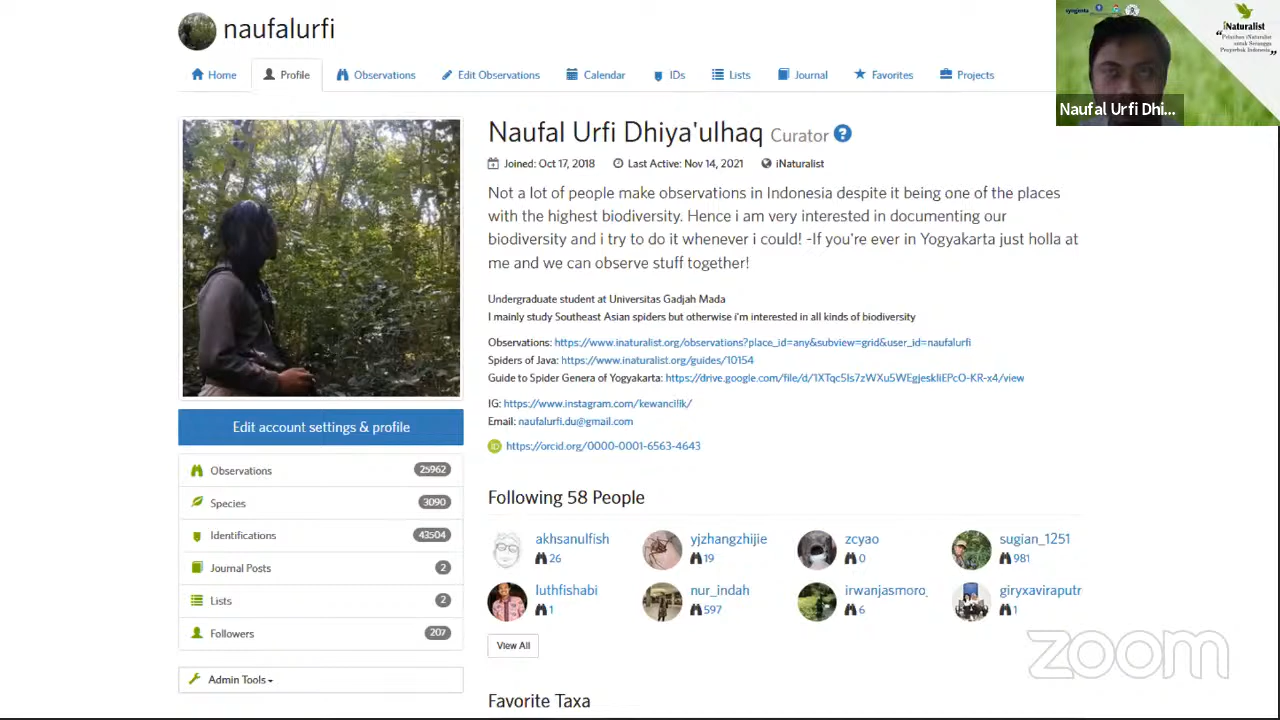 naufalurfi
Home
Profile
Observations
Edit Observations
Calendar
IDs
Lists
Journal
Favorites
Projects
syngenta
iNaturalist
“Pelatihan iNaturalist
untuk Serangga
Penyerbuk Indonesia”
Naufal Urfi Dhi...
Naufal Urfi Dhiya'ulhaq Curator ?
Joined: Oct 17, 2018 Last Active: Nov 14, 2021 iNaturalist
Not a lot of people make observations in Indonesia despite it being one of the places
with the highest biodiversity. Hence i am very interested in documenting our
biodiversity and i try to do it whenever i could! -If you're ever in Yogyakarta just holla at
me and we can observe stuff together!
Undergraduate student at Universitas Gadjah Mada
I mainly study Southeast Asian spiders but otherwise i'm interested in all kinds of biodiversity
Observations: https://www.inaturalist.org/observations?place_id=any&subview=grid&user_id=naufalurfi
Spiders of Java: https://www.inaturalist.org/guides/10154
Guide to Spider Genera of Yogyakarta: https://drive.google.com/file/d/1XTqc5Is7zWXu5WEgjeskIiEPcO-KR-x4/view
IG: https://www.instagram.com/kewancilik/
Email: naufalurfi.du@gmail.com
iD https://orcid.org/0000-0001-6563-4643
Edit account settings & profile
Observations 25962
Species 3090
Identifications 43504
Journal Posts 2
Lists 2
Followers 207
Admin Tools
Following 58 People
akhsanulfish
26
yjzhangzhijie
19
zcyao
0
sugian_1251
981
luthfishabi
1
nur_indah
597
irwanjasmoro
6
giryxaviraputr
1
View All
Favorite Taxa
zoom